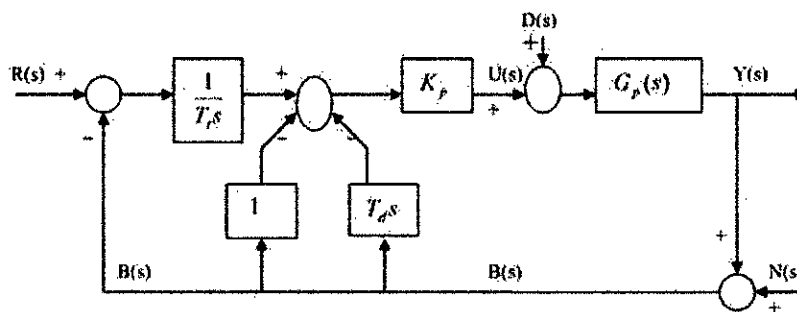 D(s)
+
R(s) +
1
T_i s
+
K_p
U(s)
+
G_p(s)
Y(s)
−
−
−
1
T_d s
+
B(s)
B(s)
N(s
+